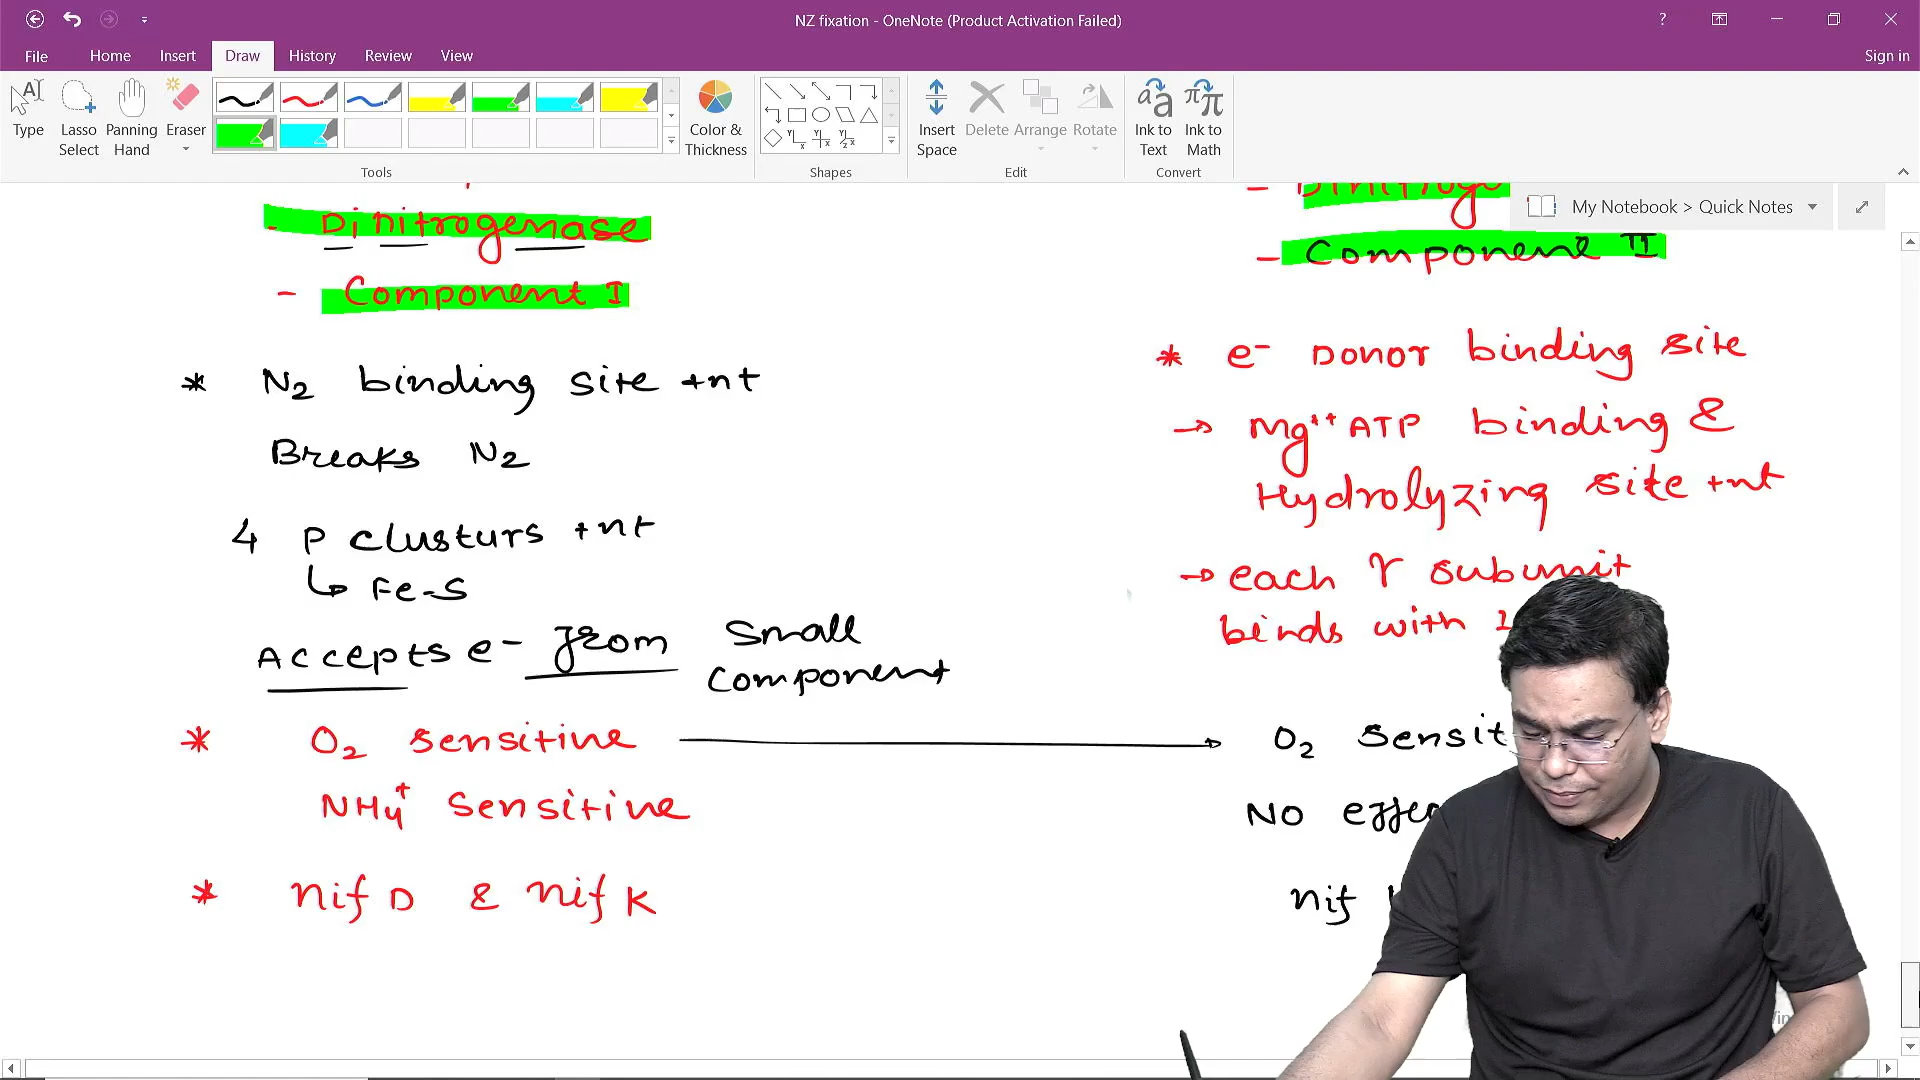 NZ fixation - OneNote (Product Activation Failed)
?
File Home Insert Draw History Review View Sign in
Type Lasso Select Panning Hand Eraser Color & Thickness Insert Space Delete Arrange Rotate Ink to Text Ink to Math
Tools Shapes Edit Convert
My Notebook > Quick Notes
- Dinitrogenase
- Component I
* N2 binding site +nt
Breaks N2
4 P clusturs +nt
↳ Fe-S
Accepts e- from small component
* O2 sensitive
NH4+ sensitive
* nif D & nif K
- Dinitrog
- Component II
* e- Donor binding site
→ Mg++ ATP binding &
Hydrolyzing site +nt
→ each γ subunit
binds with
O2 sensit
No effe
nif